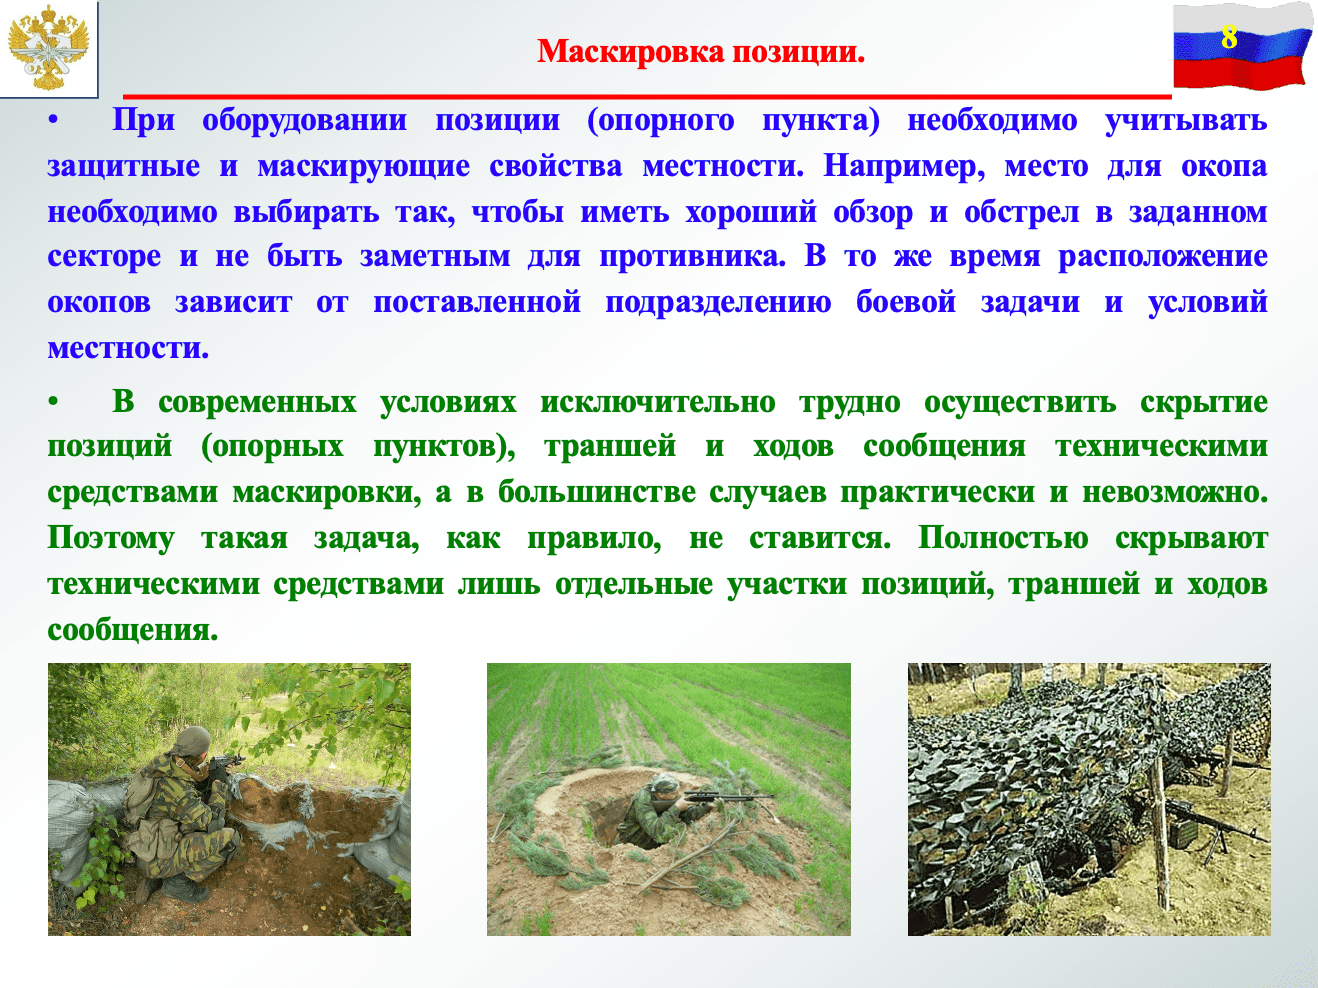 Маскировка позиции.
8
• При оборудовании позиции (опорного пункта) необходимо учитывать
защитные и маскирующие свойства местности. Например, место для окопа
необходимо выбирать так, чтобы иметь хороший обзор и обстрел в заданном
секторе и не быть заметным для противника. В то же время расположение
окопов зависит от поставленной подразделению боевой задачи и условий
местности.
• В современных условиях исключительно трудно осуществить скрытие
позиций (опорных пунктов), траншей и ходов сообщения техническими
средствами маскировки, а в большинстве случаев практически и невозможно.
Поэтому такая задача, как правило, не ставится. Полностью скрывают
техническими средствами лишь отдельные участки позиций, траншей и ходов
сообщения.